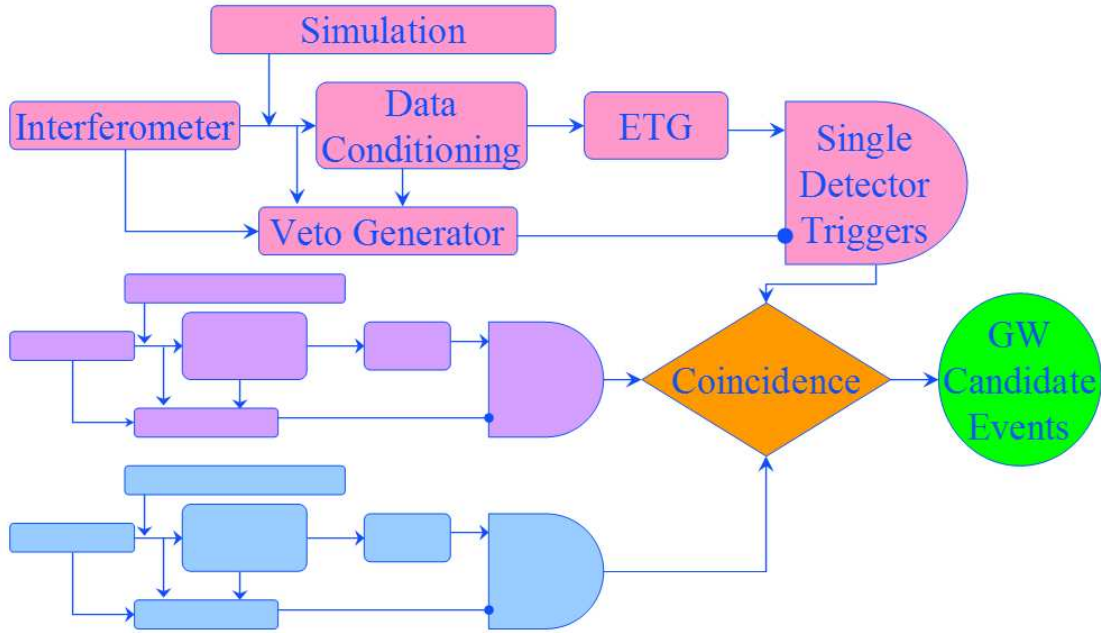 Simulation
Interferometer
Data
Conditioning
ETG
Single
Detector
Triggers
Veto Generator
Coincidence
GW
Candidate
Events